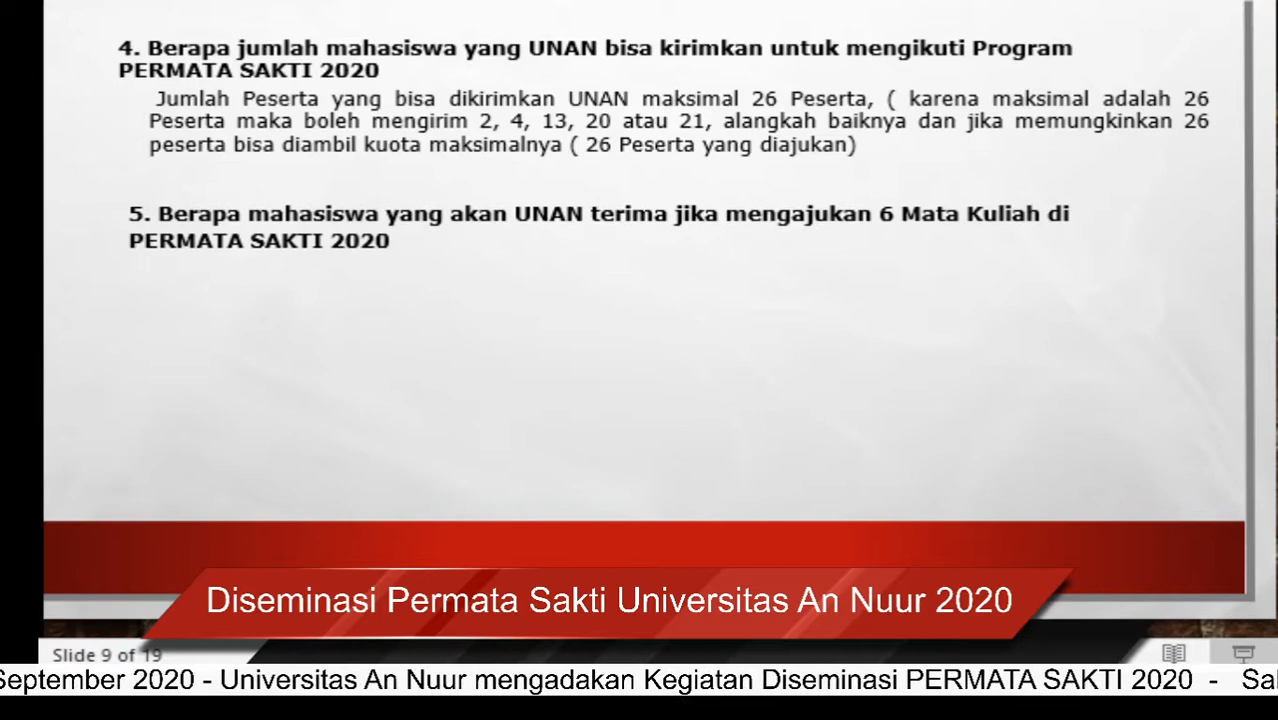 4. Berapa jumlah mahasiswa yang UNAN bisa kirimkan untuk mengikuti Program
PERMATA SAKTI 2020
Jumlah Peserta yang bisa dikirimkan UNAN maksimal 26 Peserta, ( karena maksimal adalah 26
Peserta maka boleh mengirim 2, 4, 13, 20 atau 21, alangkah baiknya dan jika memungkinkan 26
peserta bisa diambil kuota maksimalnya ( 26 Peserta yang diajukan)
5. Berapa mahasiswa yang akan UNAN terima jika mengajukan 6 Mata Kuliah di
PERMATA SAKTI 2020
Diseminasi Permata Sakti Universitas An Nuur 2020
Slide 9 of 19
September 2020 - Universitas An Nuur mengadakan Kegiatan Diseminasi PERMATA SAKTI 2020 -